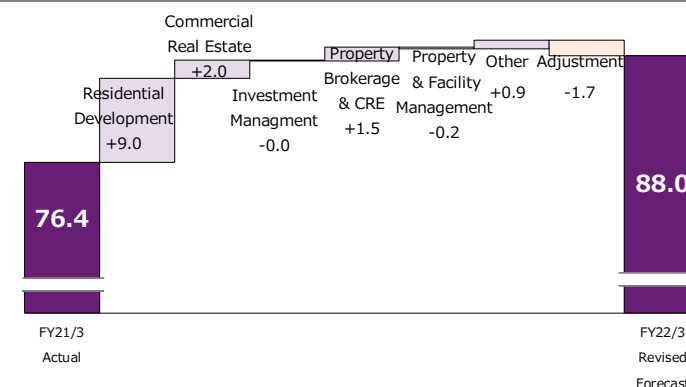 Commercial
Real Estate
+2.0
Residential
Development
+9.0
Investment
Managment
-0.0
Property
Brokerage
& CRE
+1.5
Property
& Facility
Management
-0.2
Other
+0.9
Adjustment
-1.7
76.4
88.0
FY21/3
Actual
FY22/3
Revised
Forecast